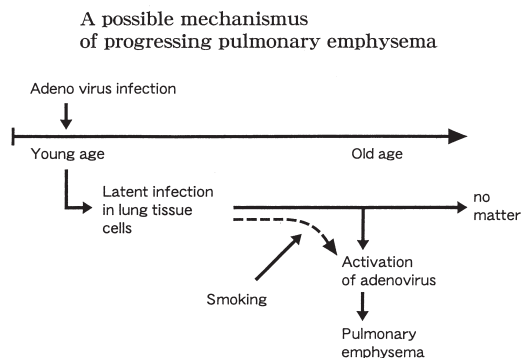 A possible mechanismus
of progressing pulmonary emphysema
Adeno virus infection
Young age
Old age
Latent infection
in lung tissue
cells
no
matter
Smoking
Activation
of adenovirus
Pulmonary
emphysema